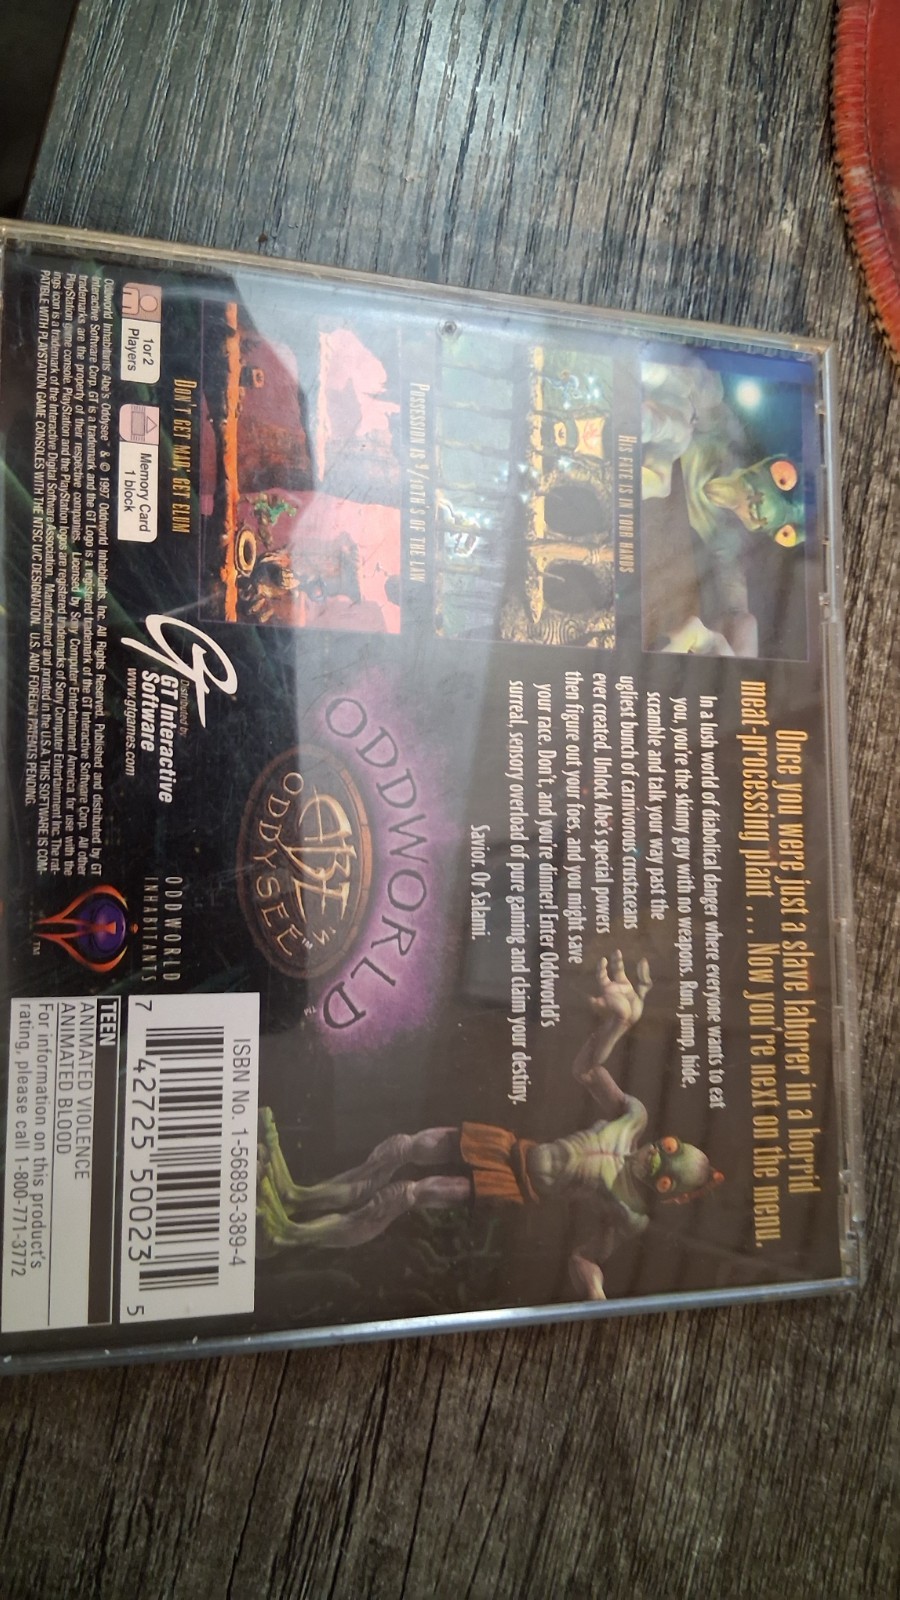 Once you were just a slave laborer in a horrid
meat-processing plant ... Now you're next on the menu.
In a lush world of diabolical danger where everyone wants to eat
you, you're the skinny guy with no weapons. Run, jump, hide,
scramble and talk your way past the
ugliest bunch of carnivorous crustaceans
ever created. Unlock Abe's special powers
then figure out your foes, and you might save
your race. Don't, and you're dinner! Enter Oddworld's
surreal, sensory overload of pure gaming and claim your destiny.
Savior. Or Salami.
HIS FATE IS IN YOUR HANDS
POSSESSION IS 9/10TH'S OF THE LAW
DON'T GET MAD, GET ELUM
ODDWORLD™
ABE'S
ODDYSEE™
1 or 2
Players
Memory Card
1 block
GT
Distributed by
GT Interactive
Software
www.gtgames.com
ODDWORLD
INHABITANTS
™
ISBN No. 1-56893-389-4
7 42725 50023 5
TEEN
ANIMATED VIOLENCE
ANIMATED BLOOD
For information on this product's
rating, please call 1-800-771-3772
Oddworld Inhabitants Abe's Oddysee™ & © 1997 Oddworld Inhabitants, Inc. All Rights Reserved. Published and distributed by GT
Interactive Software Corp. GT is a trademark and the GT Logo is a registered trademark of the GT Interactive Software Corp. All other
trademarks are the property of their respective companies. Licensed by Sony Computer Entertainment America for use with the
PlayStation game console. PlayStation and the PlayStation logos are registered trademarks of Sony Computer Entertainment Inc. The rat-
ings icon is a trademark of the Interactive Digital Software Association. Manufactured and printed in the U.S.A. THIS SOFTWARE IS COM-
PATIBLE WITH PLAYSTATION GAME CONSOLES WITH THE NTSC U/C DESIGNATION. U.S. AND FOREIGN PATENTS PENDING.